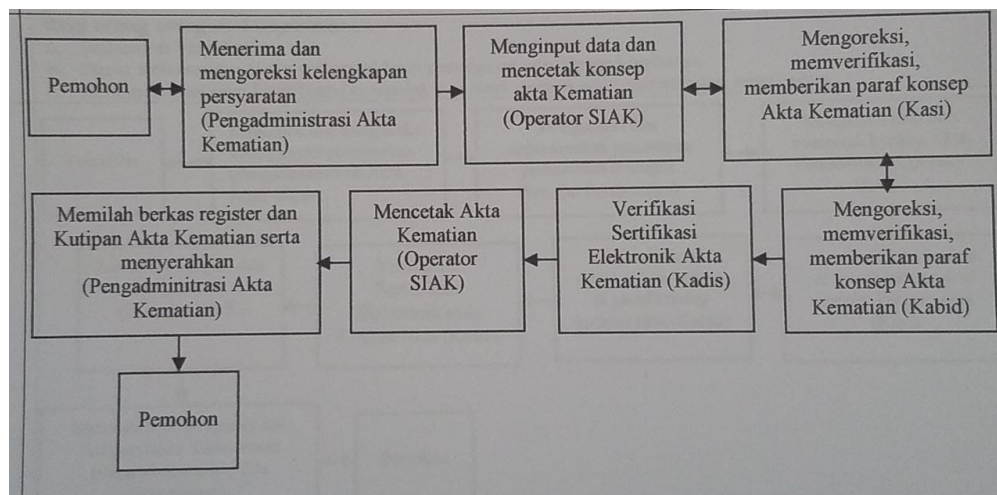 Pemohon
Menerima dan
mengoreksi kelengkapan
persyaratan
(Pengadministrasi Akta
Kematian)
Menginput data dan
mencetak konsep
akta Kematian
(Operator SIAK)
Mengoreksi,
memverifikasi,
memberikan paraf konsep
Akta Kematian (Kasi)
Mengoreksi,
memverifikasi,
memberikan paraf
konsep Akta
Kematian (Kabid)
Verifikasi
Sertifikasi
Elektronik Akta
Kematian (Kadis)
Mencetak Akta
Kematian
(Operator
SIAK)
Memilah berkas register dan
Kutipan Akta Kematian serta
menyerahkan
(Pengadminitrasi Akta
Kematian)
Pemohon